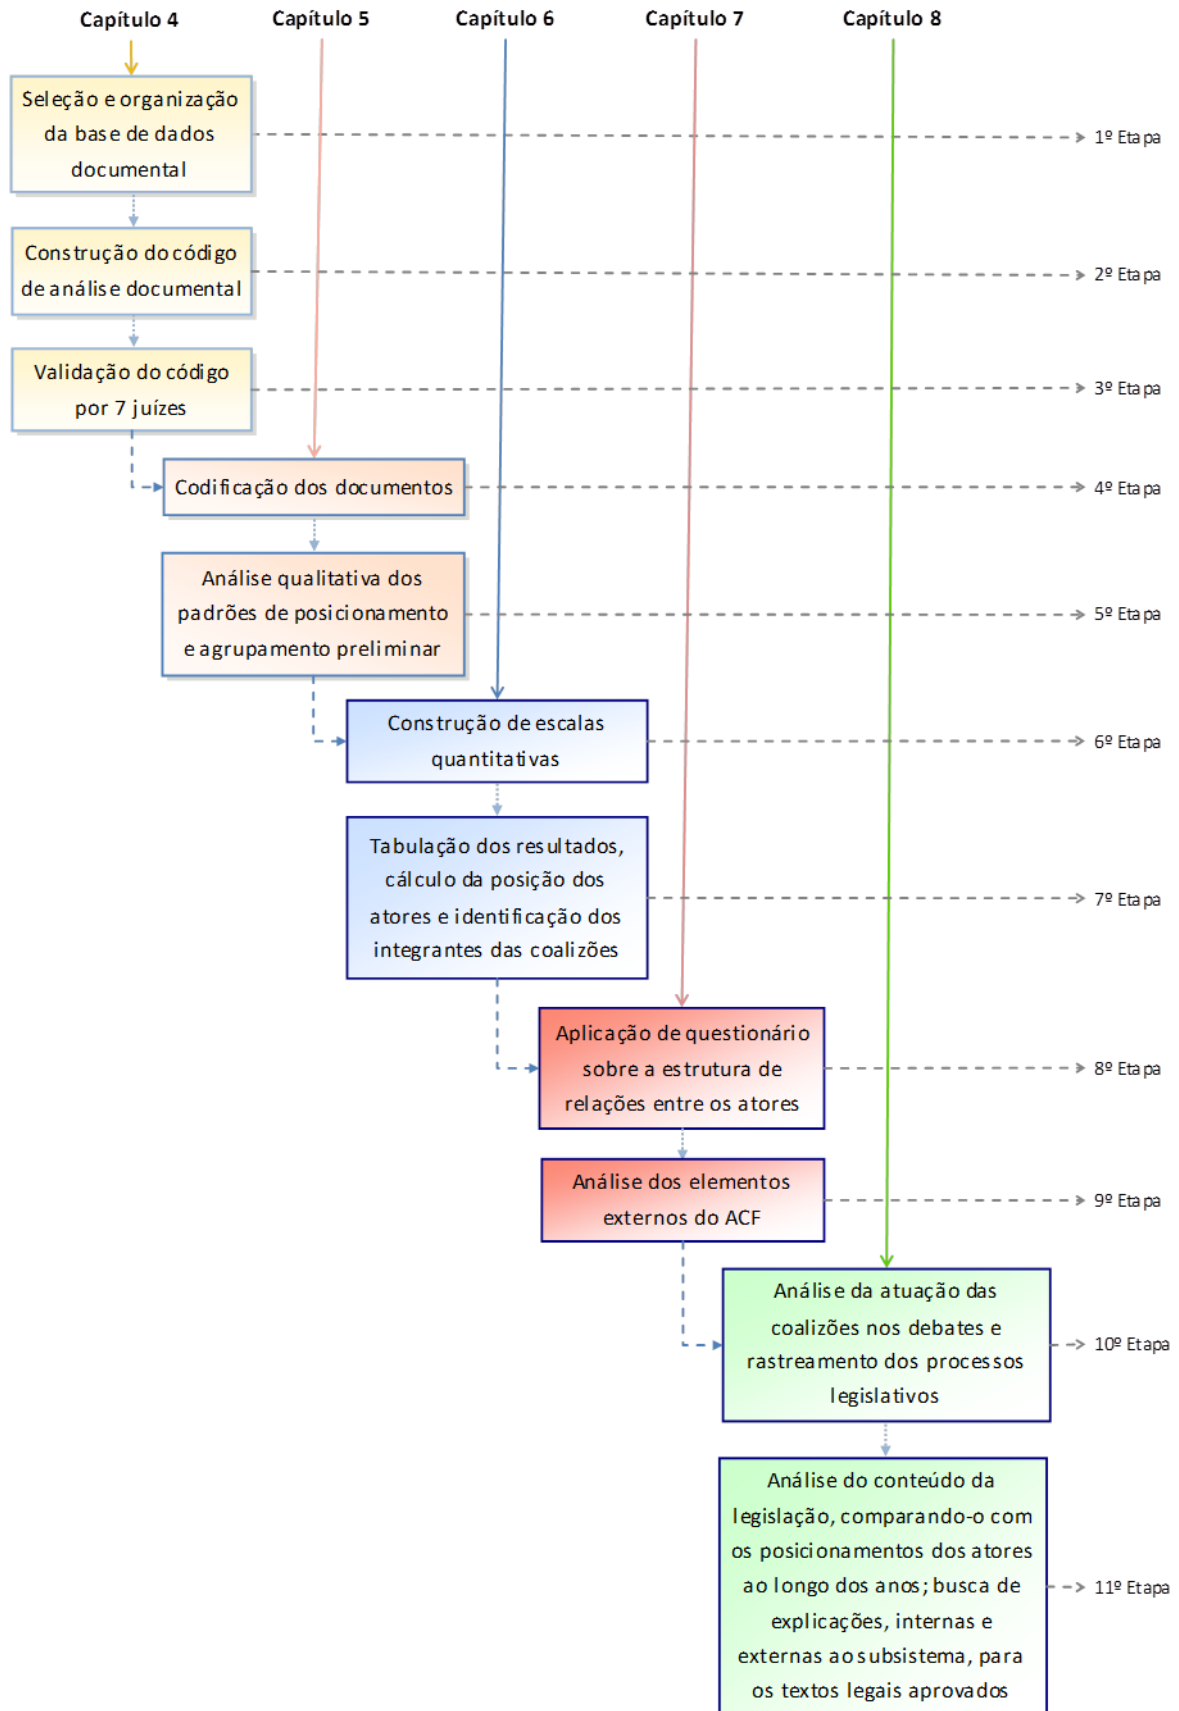 Capítulo 4
Capítulo 5
Capítulo 6
Capítulo 7
Capítulo 8
Seleção e organização
da base de dados
documental
1º Etapa
Construção do código
de análise documental
2º Etapa
Validação do código
por 7 juízes
3º Etapa
Codificação dos documentos
4º Etapa
Análise qualitativa dos
padrões de posicionamento
e agrupamento preliminar
5º Etapa
Construção de escalas
quantitativas
6º Etapa
Tabulação dos resultados,
cálculo da posição dos
atores e identificação dos
integrantes das coalizões
7º Etapa
Aplicação de questionário
sobre a estrutura de
relações entre os atores
8º Etapa
Análise dos elementos
externos do ACF
9º Etapa
Análise da atuação das
coalizões nos debates e
rastreamento dos processos
legislativos
10º Etapa
Análise do conteúdo da
legislação, comparando-o com
os posicionamentos dos atores
ao longo dos anos; busca de
explicações, internas e
externas ao subsistema, para
os textos legais aprovados
11º Etapa